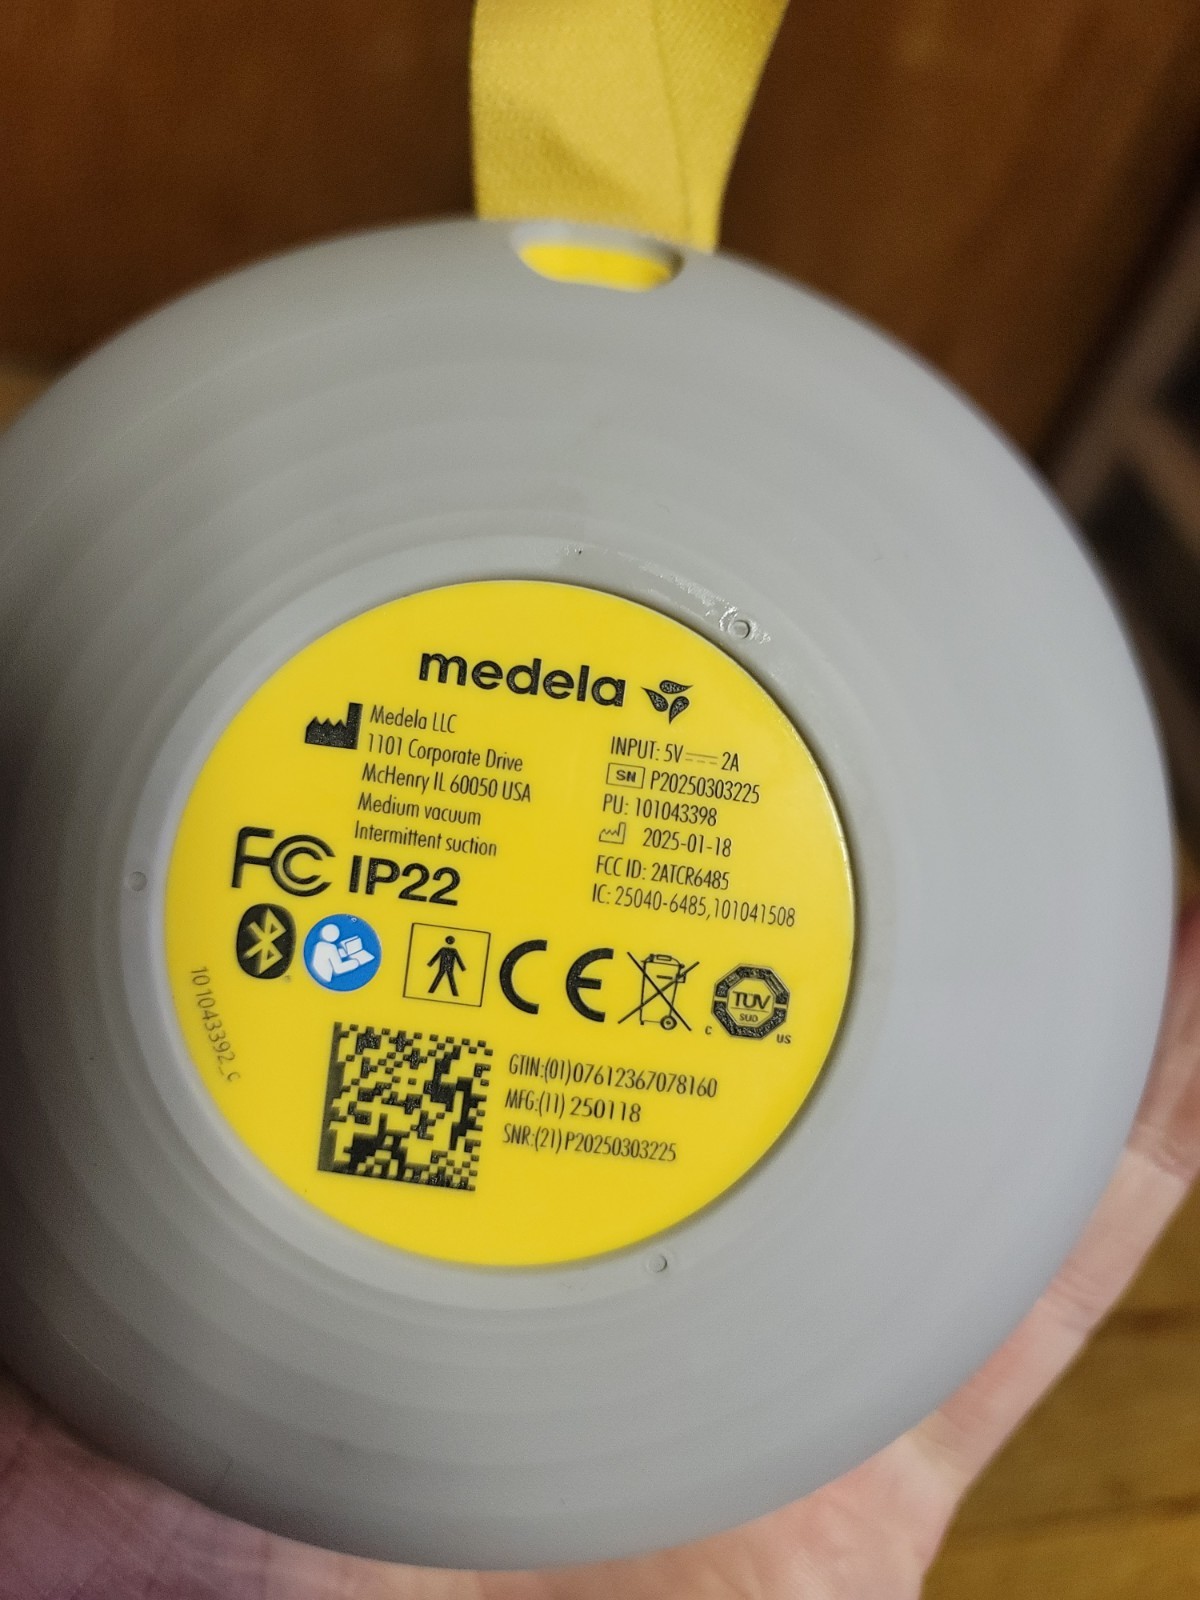 medela
Medela LLC
1101 Corporate Drive
McHenry IL 60050 USA
Medium vacuum
Intermittent suction
INPUT: 5V⎓2A
SN P20250303225
PU: 101043398
2025-01-18
FCC ID: 2ATCR6485
IC: 25040-6485,101041508
FC IP22
CE
TÜV
SÜD
C US
101043392_C
GTIN:(01)07612367078160
MFG:(11) 250118
SNR:(21)P20250303225